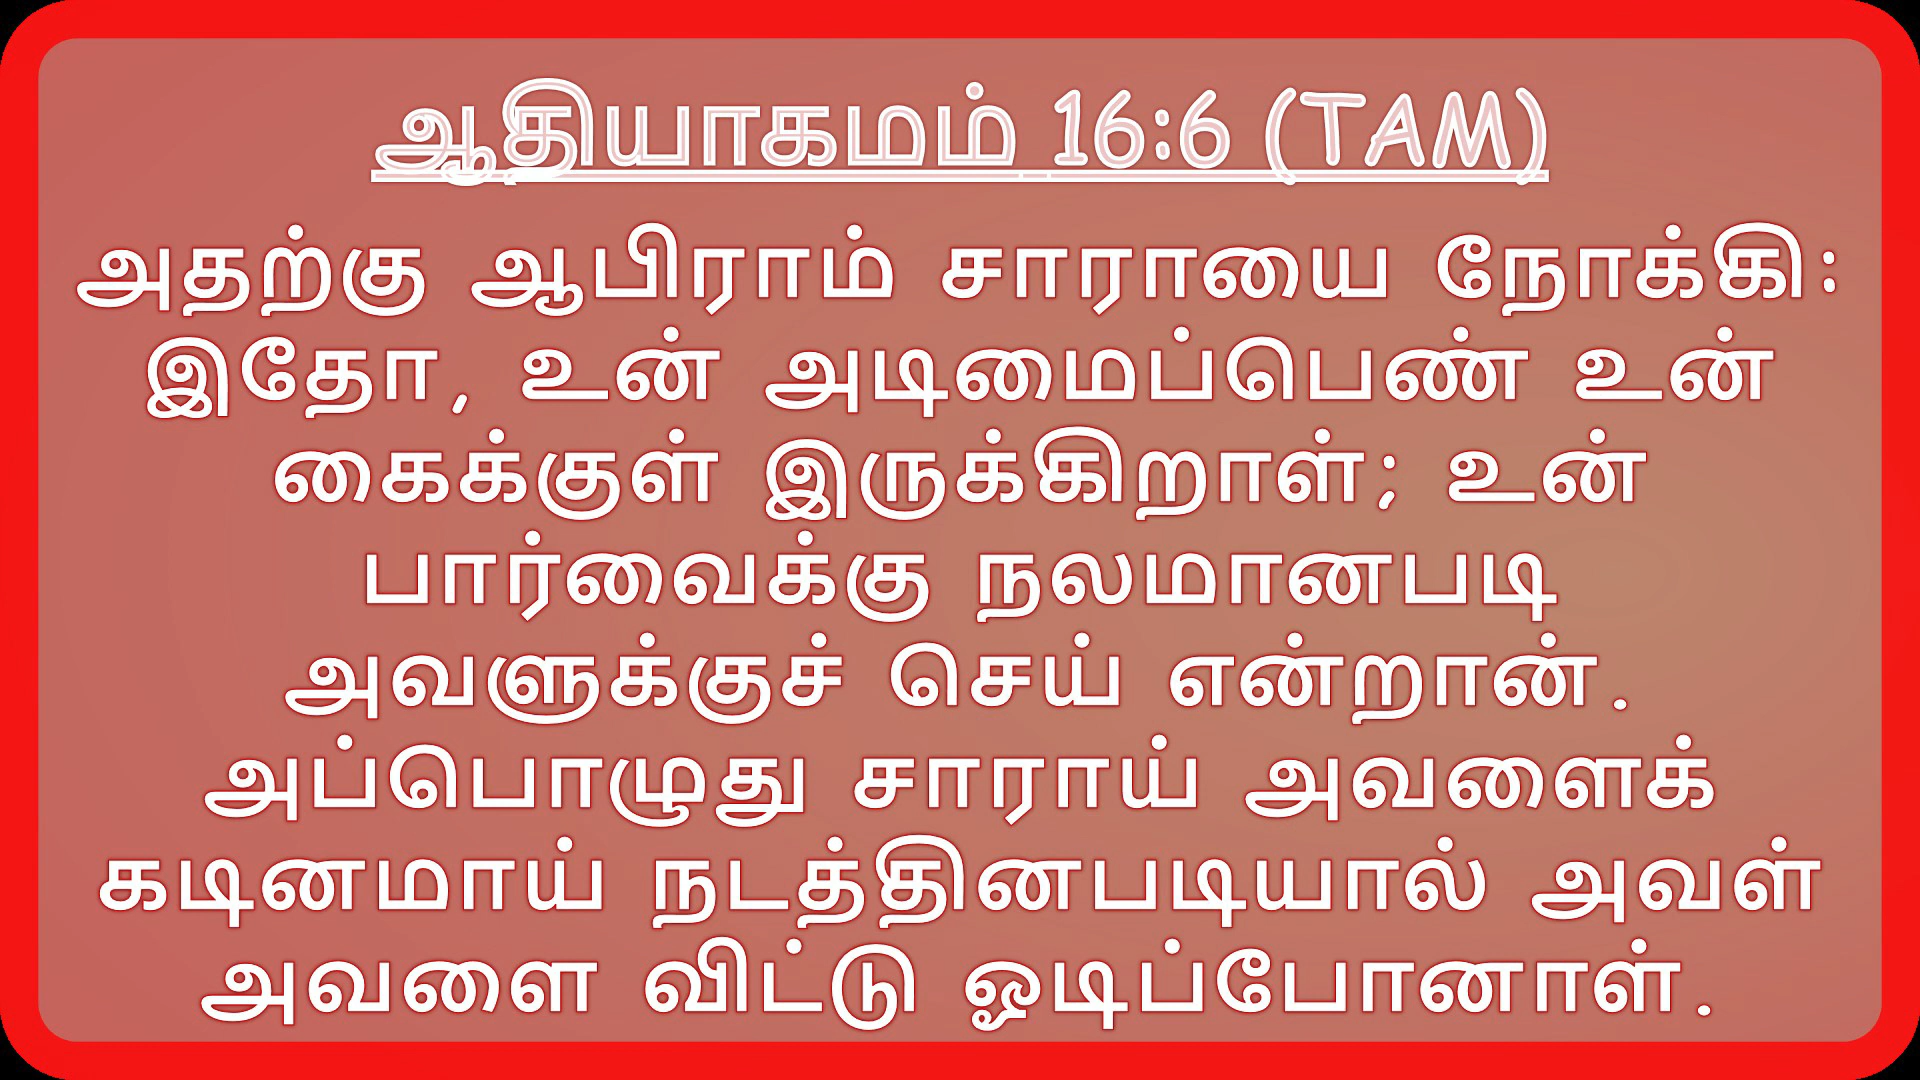 ஆதியாகமம் 16:6 (TAM)
அதற்கு ஆபிராம் சாராயை நோக்கி:
இதோ, உன் அடிமைப்பெண் உன்
கைக்குள் இருக்கிறாள்; உன்
பார்வைக்கு நலமானபடி
அவளுக்குச் செய் என்றான்.
அப்பொழுது சாராய் அவளைக்
கடினமாய் நடத்தினபடியால் அவள்
அவளை விட்டு ஓடிப்போனாள்.